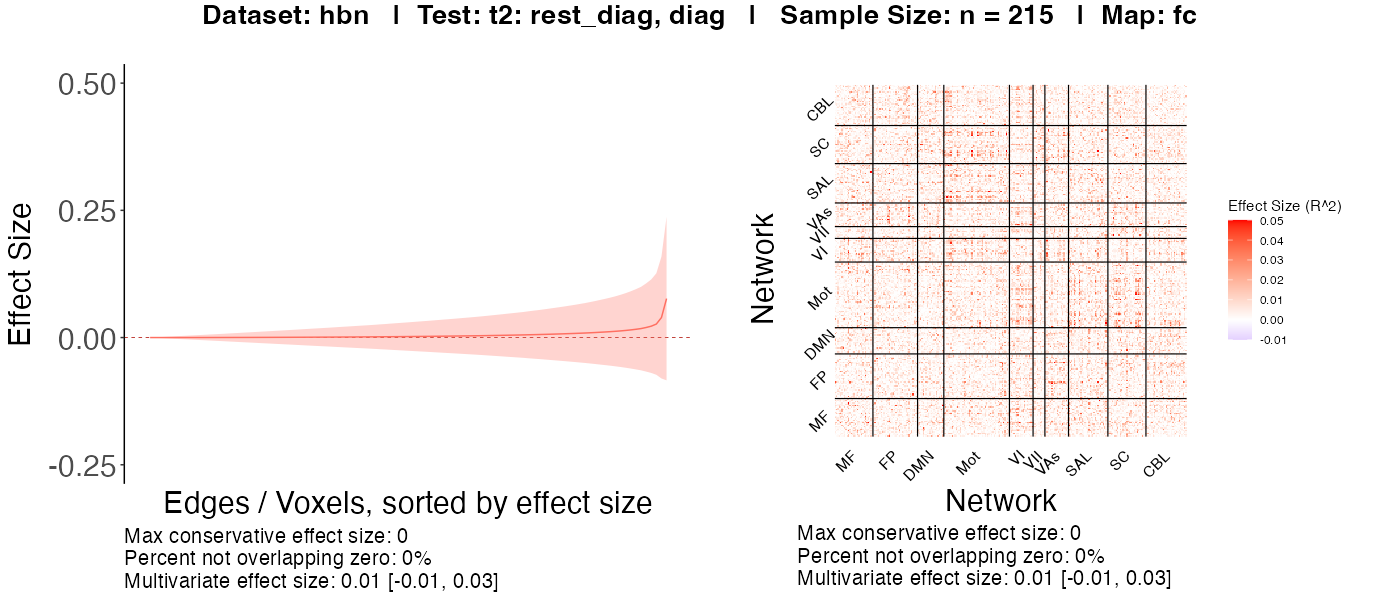 Dataset: hbn | Test: t2: rest_diag, diag | Sample Size: n = 215 | Map: fc
0.50
0.25
0.00
-0.25
Effect Size
Edges / Voxels, sorted by effect size
Max conservative effect size: 0
Percent not overlapping zero: 0%
Multivariate effect size: 0.01 [-0.01, 0.03]
Network
CBL
SC
SAL
VAs
VII
VI
Mot
DMN
FP
MF
MF
FP
DMN
Mot
VI
VII
VAs
SAL
SC
CBL
Network
Max conservative effect size: 0
Percent not overlapping zero: 0%
Multivariate effect size: 0.01 [-0.01, 0.03]
Effect Size (R^2)
0.05
0.04
0.03
0.02
0.01
0.00
-0.01